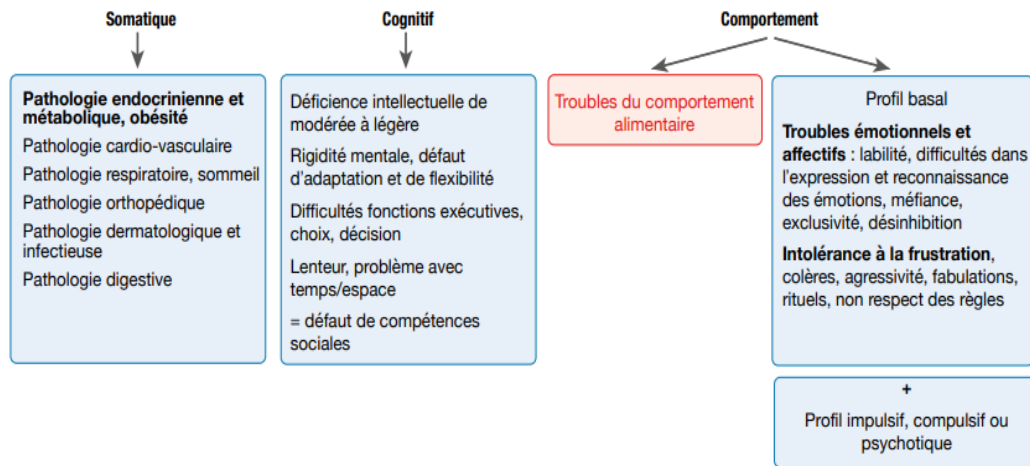 Somatique
Cognitif
Comportement
Pathologie endocrinienne et
métabolique, obésité
Pathologie cardio-vasculaire
Pathologie respiratoire, sommeil
Pathologie orthopédique
Pathologie dermatologique et
infectieuse
Pathologie digestive
Déficience intellectuelle de
modérée à légère
Rigidité mentale, défaut
d'adaptation et de flexibilité
Difficultés fonctions exécutives,
choix, décision
Lenteur, problème avec
temps/espace
= défaut de compétences
sociales
Troubles du comportement
alimentaire
Profil basal
Troubles émotionnels et
affectifs : labilité, difficultés dans
l'expression et reconnaissance
des émotions, méfiance,
exclusivité, désinhibition
Intolérance à la frustration,
colères, agressivité, fabulations,
rituels, non respect des règles
+
Profil impulsif, compulsif ou
psychotique